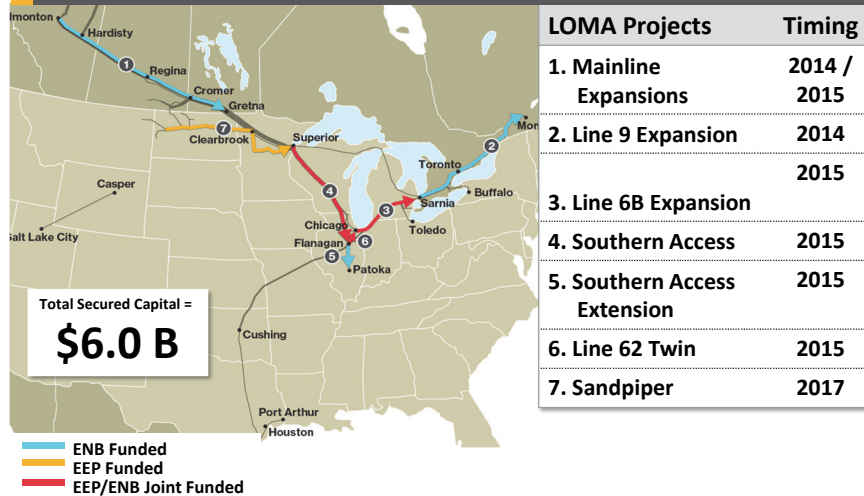 monton
Hardisty
1
Regina
Cromer
Gretna
7
Clearbrook
Superior
2
Mon
Toronto
Casper
4
3
Sarnia
Buffalo
Chicago
Toledo
Salt Lake City
Flanagan
6
5
Patoka
Total Secured Capital =
$6.0 B
Cushing
Port Arthur
Houston
ENB Funded
EEP Funded
EEP/ENB Joint Funded
LOMA Projects Timing
1. Mainline 2014 /
Expansions 2015
2. Line 9 Expansion 2014
2015
3. Line 6B Expansion
4. Southern Access 2015
5. Southern Access 2015
Extension
6. Line 62 Twin 2015
7. Sandpiper 2017